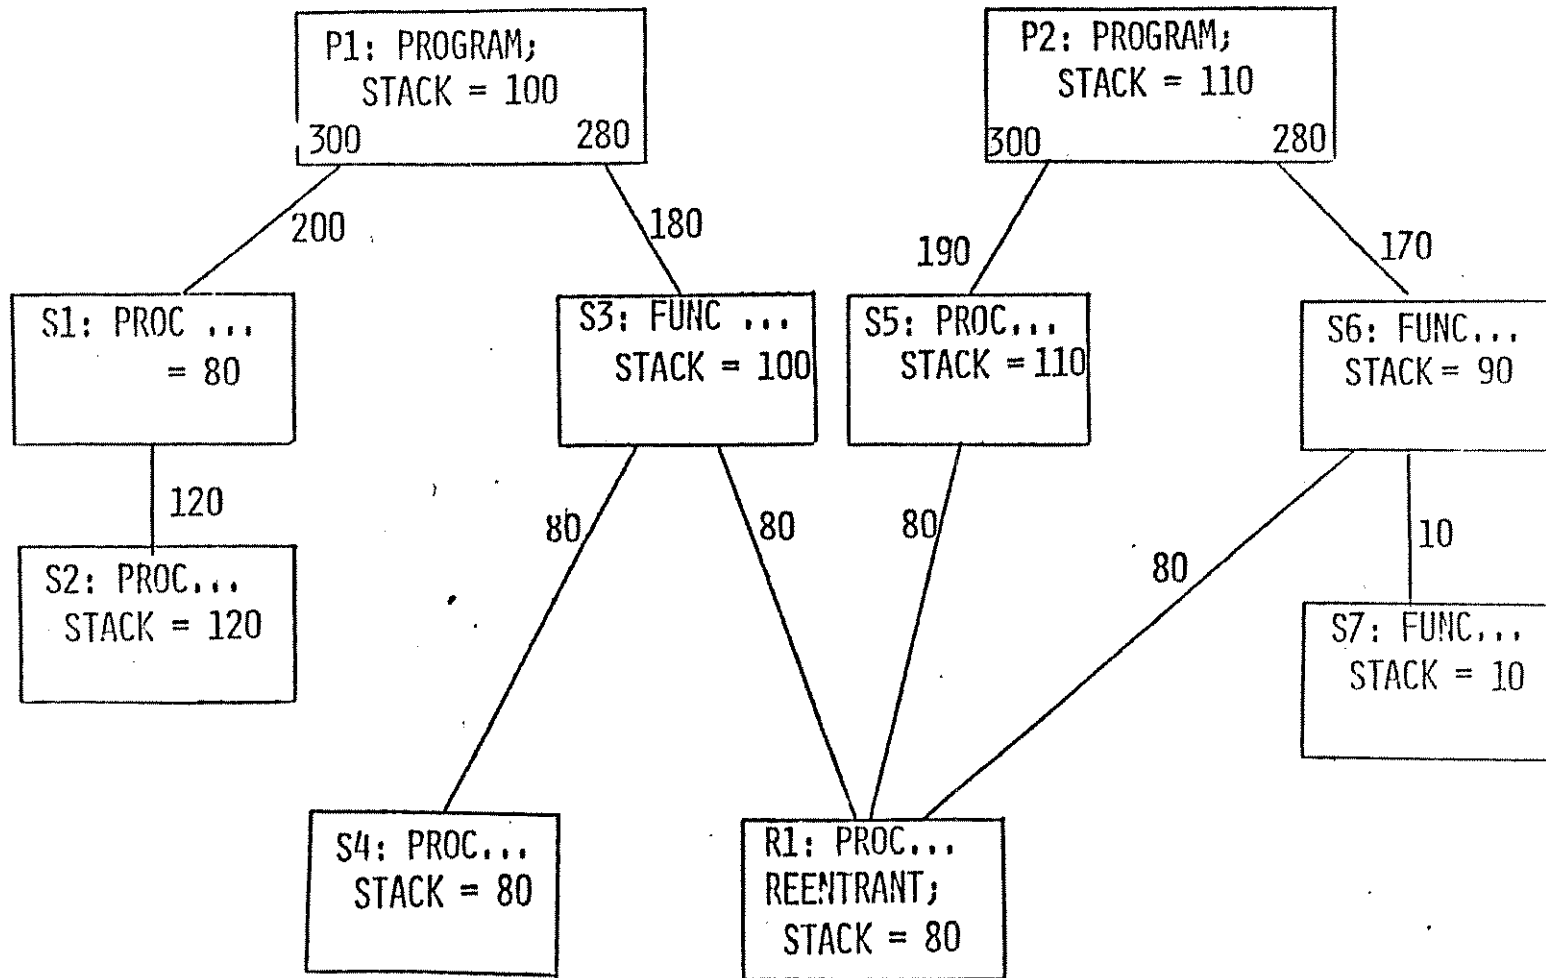 P1: PROGRAM;
STACK = 100
300 280
P2: PROGRAM;
STACK = 110
300 280
200
180
190
170
S1: PROC ...
= 80
S3: FUNC ...
STACK = 100
S5: PROC...
STACK = 110
S6: FUNC...
STACK = 90
120
80
80
80
80
10
S2: PROC...
STACK = 120
S7: FUNC...
STACK = 10
S4: PROC...
STACK = 80
R1: PROC...
REENTRANT;
STACK = 80